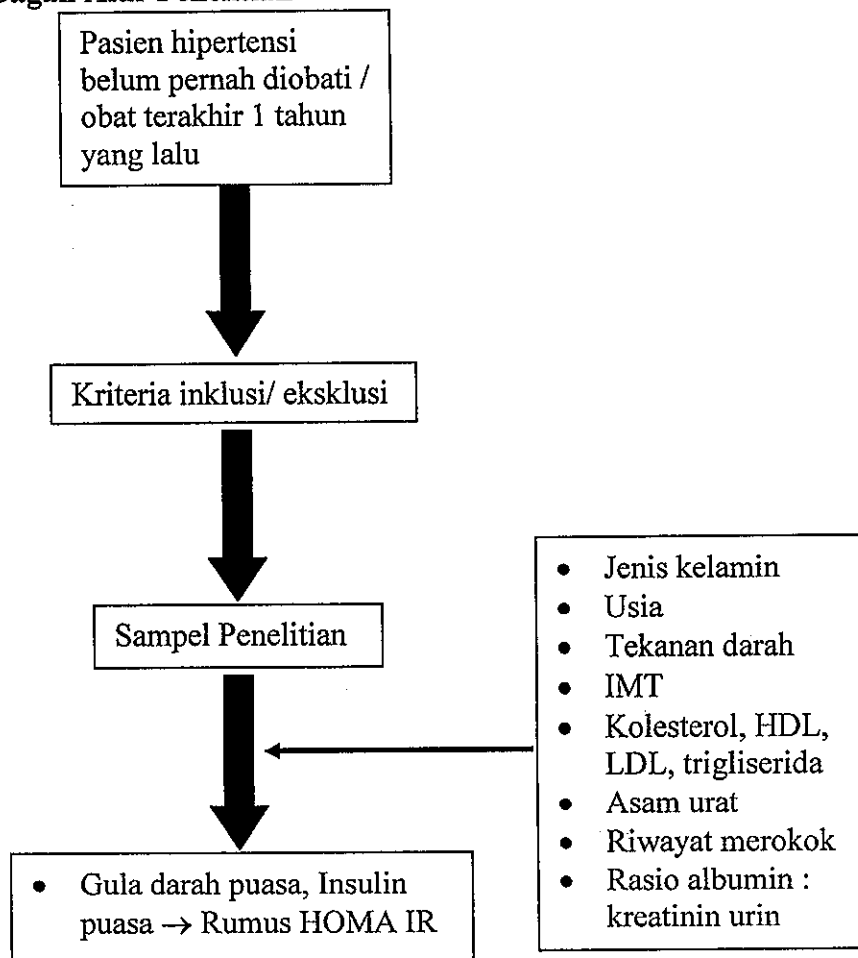 Pasien hipertensi
belum pernah diobati /
obat terakhir 1 tahun
yang lalu
Kriteria inklusi/ eksklusi
Sampel Penelitian
• Jenis kelamin
• Usia
• Tekanan darah
• IMT
• Kolesterol, HDL,
LDL, trigliserida
• Asam urat
• Riwayat merokok
• Rasio albumin :
kreatinin urin
• Gula darah puasa, Insulin
puasa → Rumus HOMA IR